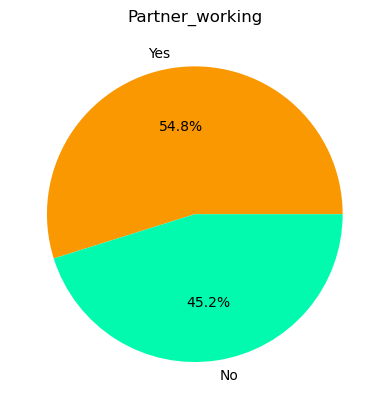 Partner_working
Yes
54.8%
45.2%
No